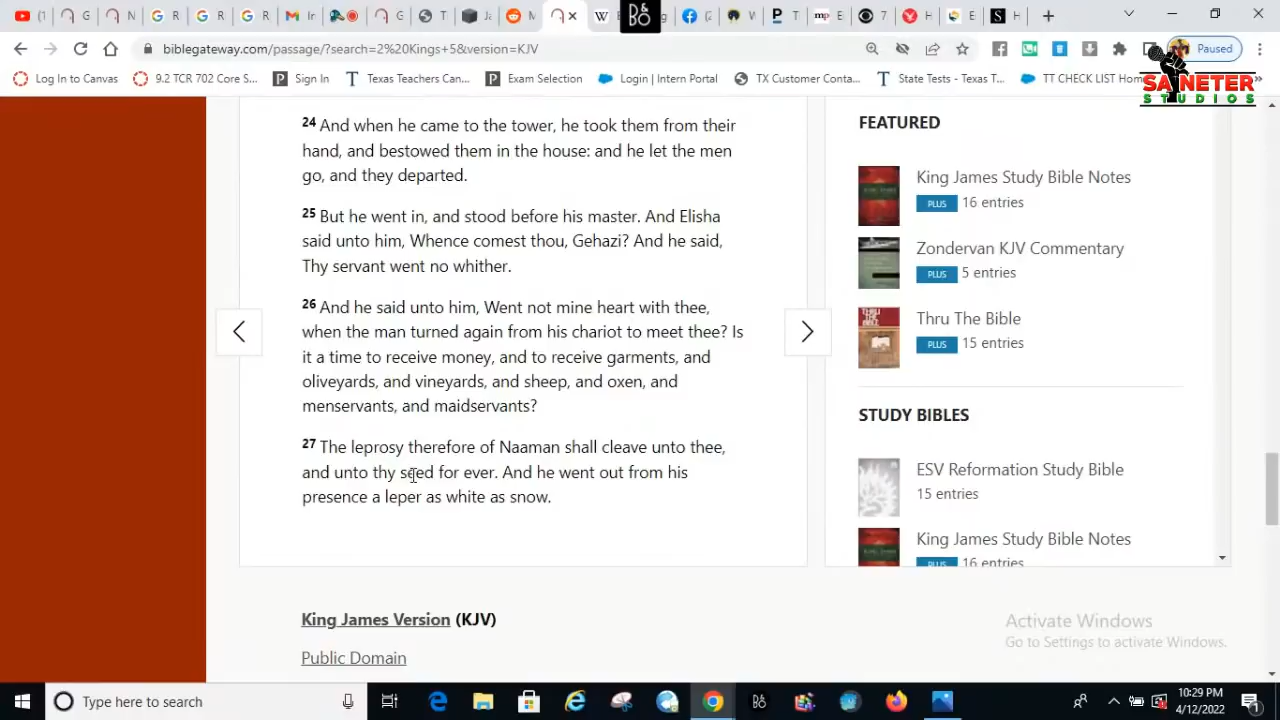 T
N
R
R
J
M
T
7
T
mp
E
H
Paused
biblegateway.com/passage/?search=2%20Kings+5&version=KJV
Log In to Canvas
9.2 TCR 702 Core S...
Sign In
Texas Teachers Can...
Exam Selection
Login | Intern Portal
TX Customer Conta...
State Tests - Texas T...
TT CHECK LIST Hom
B&O
SA NETER
STUDIOS
24 And when he came to the tower, he took them from their
hand, and bestowed them in the house: and he let the men
go, and they departed.
25 But he went in, and stood before his master. And Elisha
said unto him, Whence comest thou, Gehazi? And he said,
Thy servant went no whither.
26 And he said unto him, Went not mine heart with thee,
when the man turned again from his chariot to meet thee? Is
it a time to receive money, and to receive garments, and
oliveyards, and vineyards, and sheep, and oxen, and
menservants, and maidservants?
27 The leprosy therefore of Naaman shall cleave unto thee,
and unto thy seed for ever. And he went out from his
presence a leper as white as snow.
King James Version (KJV)
Public Domain
FEATURED
King James Study Bible Notes
PLUS 16 entries
Zondervan KJV Commentary
PLUS 5 entries
Thru The Bible
PLUS 15 entries
STUDY BIBLES
ESV Reformation Study Bible
15 entries
King James Study Bible Notes
PLUS 16 entries
Activate Windows
Go to Settings to activate Windows.
Type here to search
10:29 PM
4/12/2022